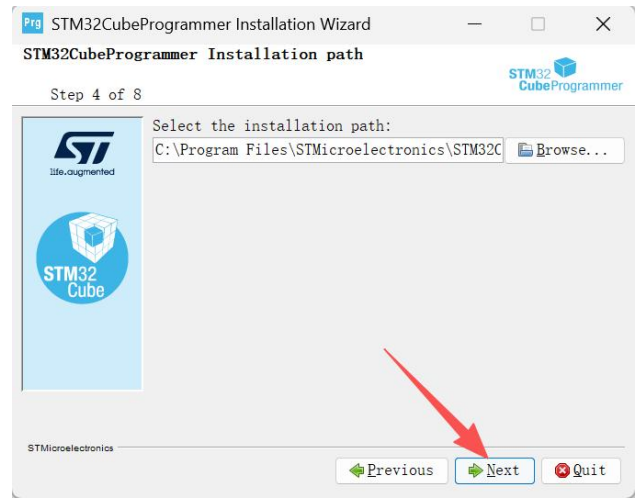 Prg STM32CubeProgrammer Installation Wizard
STM32CubeProgrammer Installation path
STM32
CubeProgrammer
Step 4 of 8
ST
life.augmented
STM32
Cube
Select the installation path:
C:\Program Files\STMicroelectronics\STM32C
Browse...
STMicroelectronics
Previous
Next
Quit